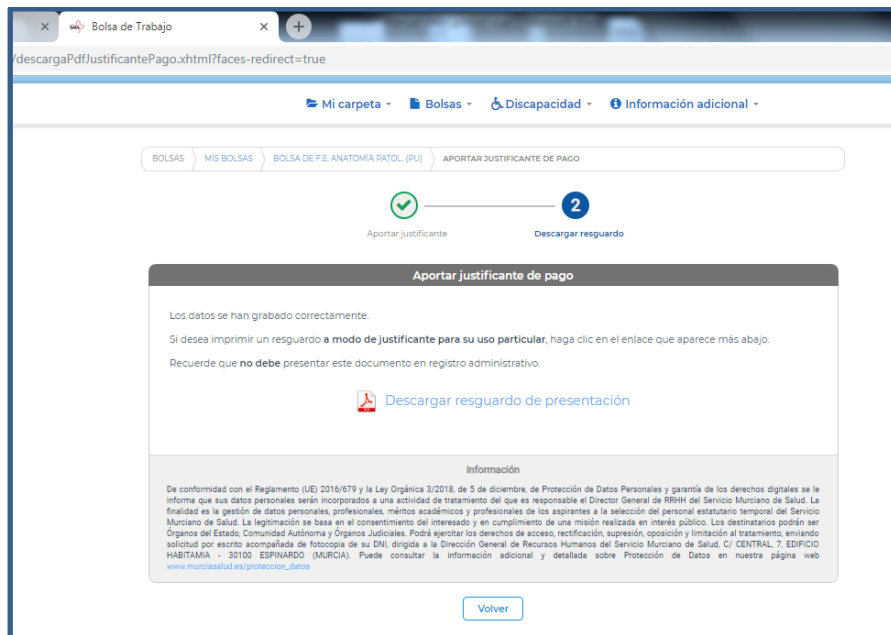 Bolsa de Trabajo
/descargaPdfJustificantePago.xhtml?faces-redirect=true
Mi carpeta Bolsas Discapacidad Información adicional
BOLSAS MIS BOLSAS BOLSA DE F.E. ANATOMÍA PATOL. (PU) APORTAR JUSTIFICANTE DE PAGO
2
Aportar justificante Descargar resguardo
Aportar justificante de pago
Los datos se han grabado correctamente.
Si desea imprimir un resguardo a modo de justificante para su uso particular, haga clic en el enlace que aparece más abajo.
Recuerde que no debe presentar este documento en registro administrativo.
Descargar resguardo de presentación
Información
De conformidad con el Reglamento (UE) 2016/679 y la Ley Orgánica 3/2018, de 5 de diciembre, de Protección de Datos Personales y garantía de los derechos digitales se le
informa que sus datos personales serán incorporados a una actividad de tratamiento del que es responsable el Director General de RRHH del Servicio Murciano de Salud. La
finalidad es la gestión de datos personales, profesionales, méritos académicos y profesionales de los aspirantes a la selección del personal estatutario temporal del Servicio
Murciano de Salud. La legitimación se basa en el consentimiento del interesado y en cumplimiento de una misión realizada en interés público. Los destinatarios podrán ser
Órganos del Estado, Comunidad Autónoma y Órganos Judiciales. Podrá ejercitar los derechos de acceso, rectificación, supresión, oposición y limitación al tratamiento, enviando
solicitud por escrito acompañada de fotocopia de su DNI, dirigida a la Dirección General de Recursos Humanos del Servicio Murciano de Salud, C/ CENTRAL, 7, EDIFICIO
HABITAMIA - 30100 ESPINARDO (MURCIA). Puede consultar la información adicional y detallada sobre Protección de Datos en nuestra página web
www.murciasalud.es/proteccion_datos
Volver